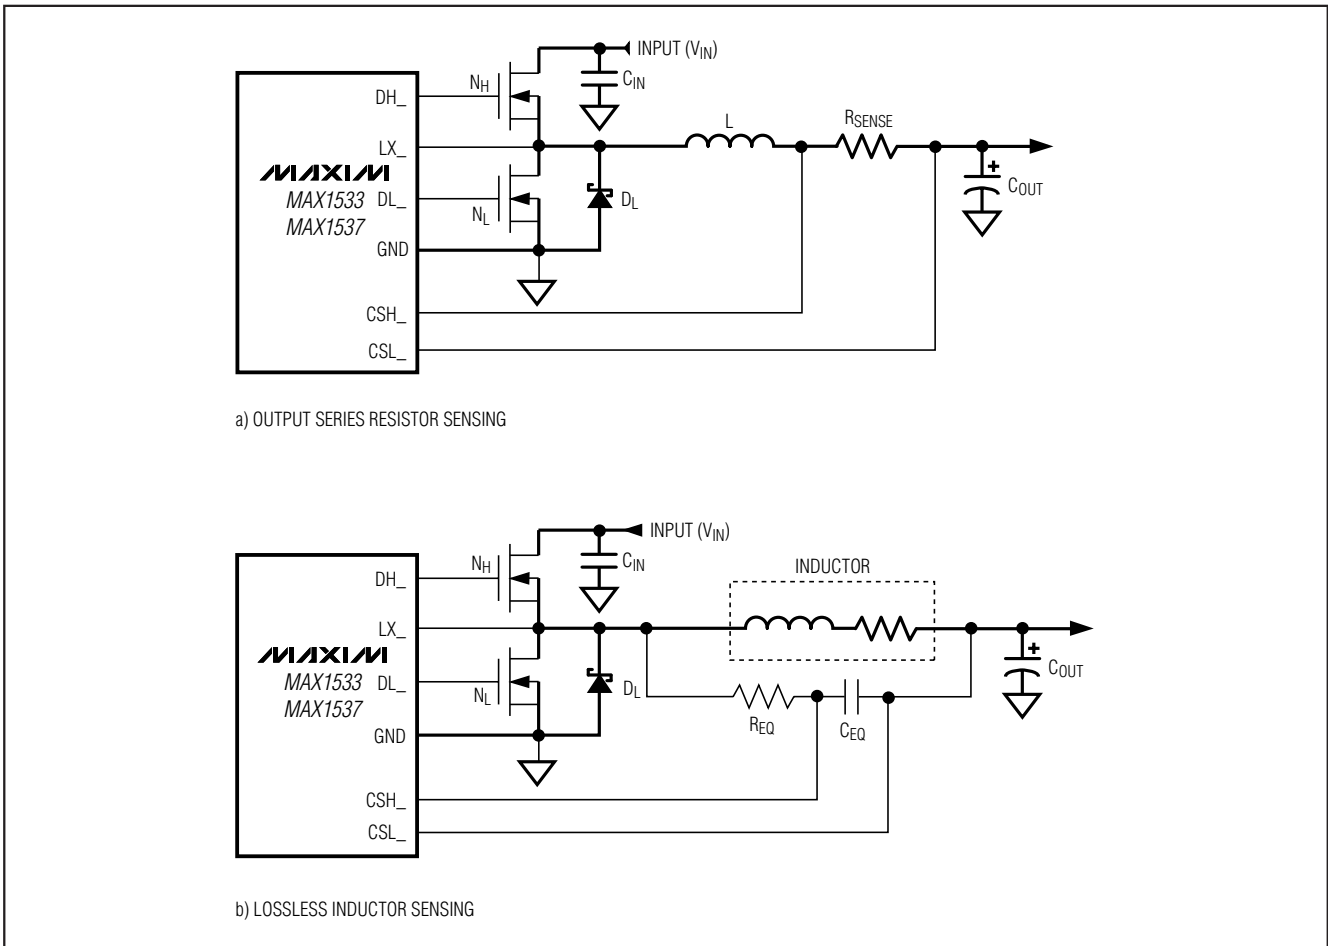 INPUT (VIN)
CIN
NH
DH_
L
RSENSE
LX_
MAXIM
MAX1533
MAX1537
DL_
NL
DL
+
COUT
GND
CSH_
CSL_
a) OUTPUT SERIES RESISTOR SENSING
INPUT (VIN)
CIN
NH
DH_
INDUCTOR
LX_
MAXIM
MAX1533
MAX1537
DL_
NL
DL
+
COUT
REQ
CEQ
GND
CSH_
CSL_
b) LOSSLESS INDUCTOR SENSING